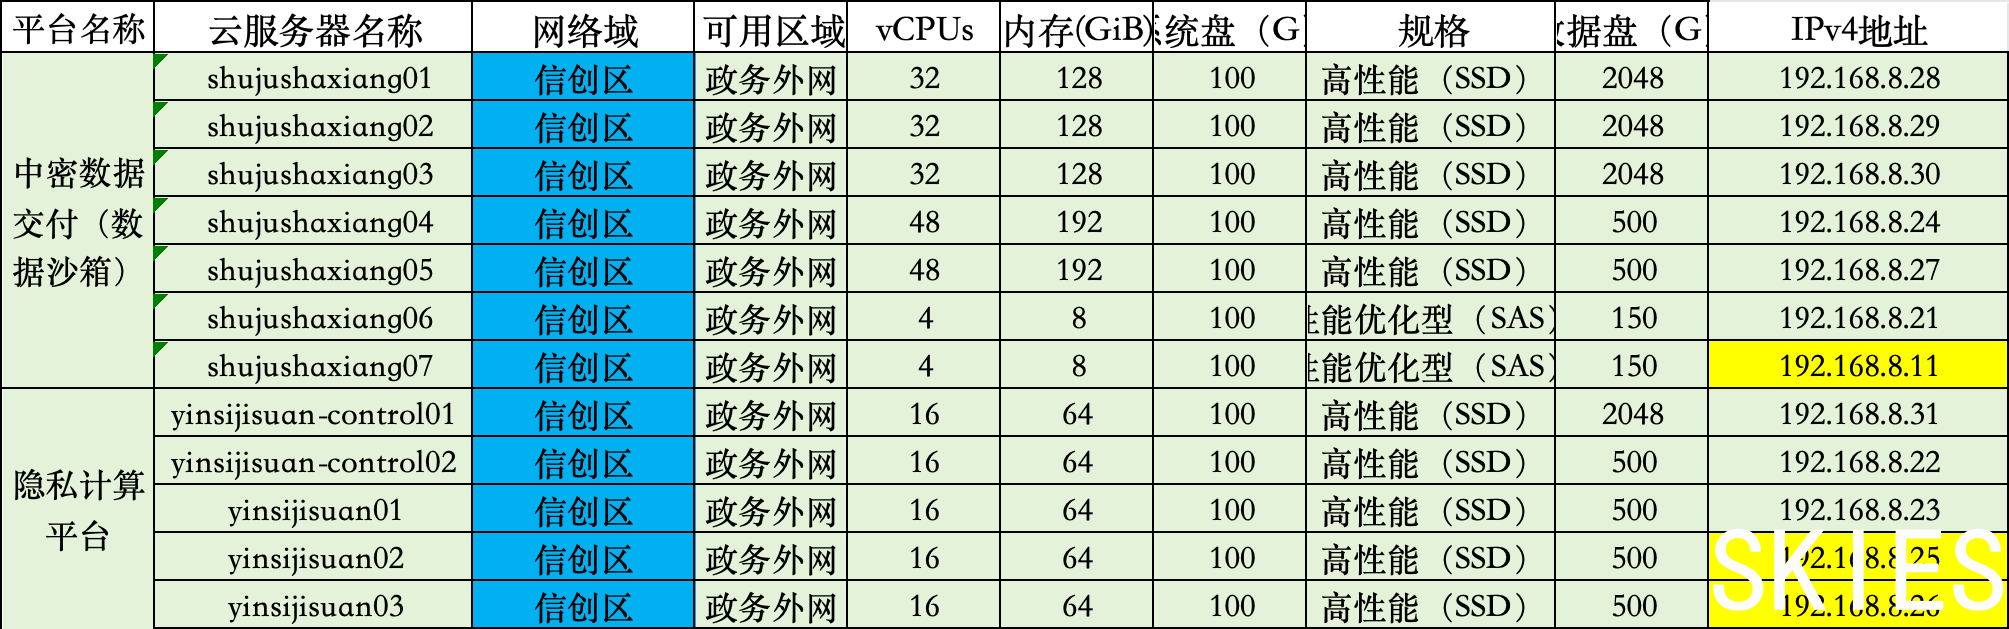 平台名称 云服务器名称 网络域 可用区域 vCPUs 内存(GiB) 系统盘（G 规格 数据盘（G IPv4地址
shujushaxiang01 信创区 政务外网 32 128 100 高性能（SSD） 2048 192.168.8.28
shujushaxiang02 信创区 政务外网 32 128 100 高性能（SSD） 2048 192.168.8.29
中密数据交付（数据沙箱）
shujushaxiang03 信创区 政务外网 32 128 100 高性能（SSD） 2048 192.168.8.30
shujushaxiang04 信创区 政务外网 48 192 100 高性能（SSD） 500 192.168.8.24
shujushaxiang05 信创区 政务外网 48 192 100 高性能（SSD） 500 192.168.8.27
shujushaxiang06 信创区 政务外网 4 8 100 性能优化型（SAS） 150 192.168.8.21
shujushaxiang07 信创区 政务外网 4 8 100 性能优化型（SAS） 150 192.168.8.11
yinsijisuan-control01 信创区 政务外网 16 64 100 高性能（SSD） 2048 192.168.8.31
yinsijisuan-control02 信创区 政务外网 16 64 100 高性能（SSD） 500 192.168.8.22
隐私计算平台
yinsijisuan01 信创区 政务外网 16 64 100 高性能（SSD） 500 192.168.8.23
yinsijisuan02 信创区 政务外网 16 64 100 高性能（SSD） 500 192.168.8.25
yinsijisuan03 信创区 政务外网 16 64 100 高性能（SSD） 500 192.168.8.26
SKIES